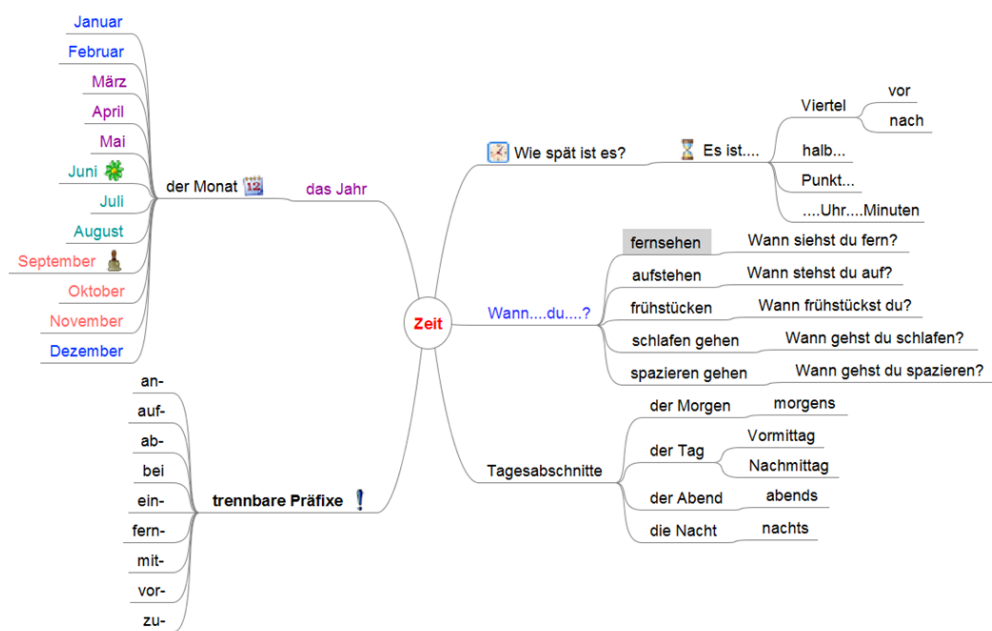 Zeit
das Jahr
der Monat
Januar
Februar
März
April
Mai
Juni
Juli
August
September
Oktober
November
Dezember
trennbare Präfixe
an-
auf-
ab-
bei
ein-
fern-
mit-
vor-
zu-
Wie spät ist es?
Es ist....
Viertel
vor
nach
halb...
Punkt...
....Uhr....Minuten
Wann....du....?
fernsehen
Wann siehst du fern?
aufstehen
Wann stehst du auf?
frühstücken
Wann frühstückst du?
schlafen gehen
Wann gehst du schlafen?
spazieren gehen
Wann gehst du spazieren?
Tagesabschnitte
der Morgen
morgens
der Tag
Vormittag
Nachmittag
der Abend
abends
die Nacht
nachts
12